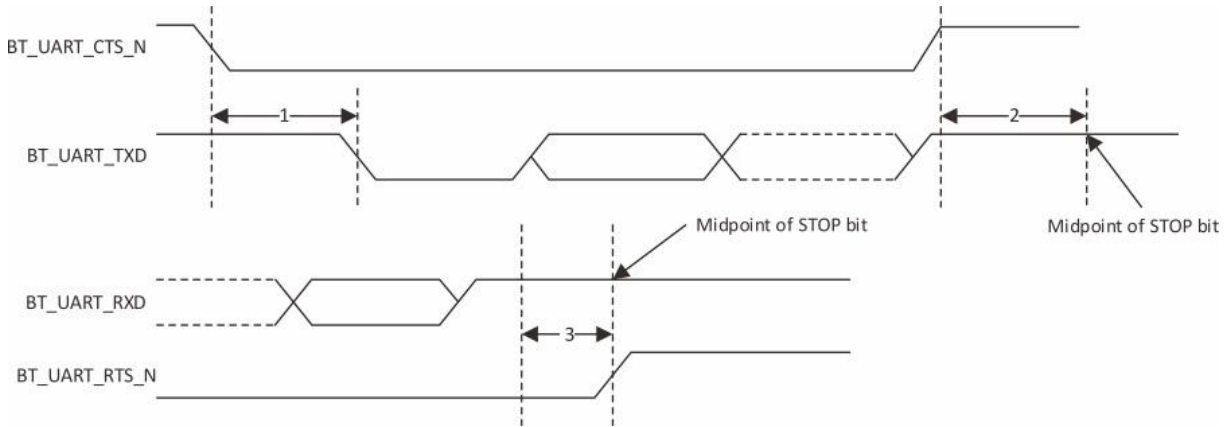 BT_UART_CTS_N
1
2
BT_UART_TXD
Midpoint of STOP bit
Midpoint of STOP bit
BT_UART_RXD
3
BT_UART_RTS_N